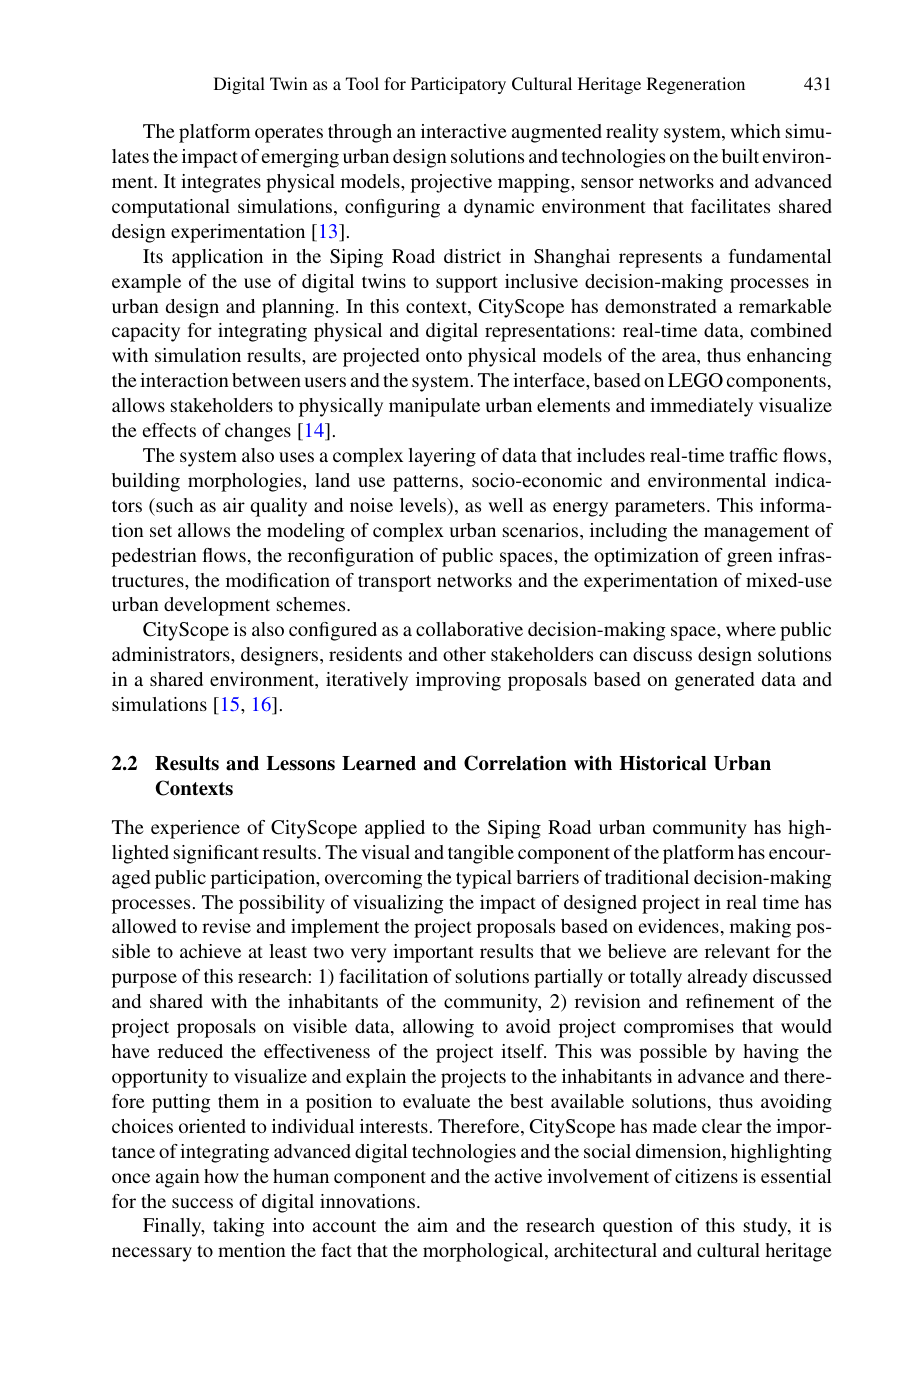 Digital Twin as a Tool for Participatory Cultural Heritage Regeneration 431
The platform operates through an interactive augmented reality system, which simu-
lates the impact of emerging urban design solutions and technologies on the built environ-
ment. It integrates physical models, projective mapping, sensor networks and advanced
computational simulations, configuring a dynamic environment that facilitates shared
design experimentation [13].
Its application in the Siping Road district in Shanghai represents a fundamental
example of the use of digital twins to support inclusive decision-making processes in
urban design and planning. In this context, CityScope has demonstrated a remarkable
capacity for integrating physical and digital representations: real-time data, combined
with simulation results, are projected onto physical models of the area, thus enhancing
the interaction between users and the system. The interface, based on LEGO components,
allows stakeholders to physically manipulate urban elements and immediately visualize
the effects of changes [14].
The system also uses a complex layering of data that includes real-time traffic flows,
building morphologies, land use patterns, socio-economic and environmental indica-
tors (such as air quality and noise levels), as well as energy parameters. This informa-
tion set allows the modeling of complex urban scenarios, including the management of
pedestrian flows, the reconfiguration of public spaces, the optimization of green infras-
tructures, the modification of transport networks and the experimentation of mixed-use
urban development schemes.
CityScope is also configured as a collaborative decision-making space, where public
administrators, designers, residents and other stakeholders can discuss design solutions
in a shared environment, iteratively improving proposals based on generated data and
simulations [15, 16].
2.2 Results and Lessons Learned and Correlation with Historical Urban
Contexts
The experience of CityScope applied to the Siping Road urban community has high-
lighted significant results. The visual and tangible component of the platform has encour-
aged public participation, overcoming the typical barriers of traditional decision-making
processes. The possibility of visualizing the impact of designed project in real time has
allowed to revise and implement the project proposals based on evidences, making pos-
sible to achieve at least two very important results that we believe are relevant for the
purpose of this research: 1) facilitation of solutions partially or totally already discussed
and shared with the inhabitants of the community, 2) revision and refinement of the
project proposals on visible data, allowing to avoid project compromises that would
have reduced the effectiveness of the project itself. This was possible by having the
opportunity to visualize and explain the projects to the inhabitants in advance and there-
fore putting them in a position to evaluate the best available solutions, thus avoiding
choices oriented to individual interests. Therefore, CityScope has made clear the impor-
tance of integrating advanced digital technologies and the social dimension, highlighting
once again how the human component and the active involvement of citizens is essential
for the success of digital innovations.
Finally, taking into account the aim and the research question of this study, it is
necessary to mention the fact that the morphological, architectural and cultural heritage